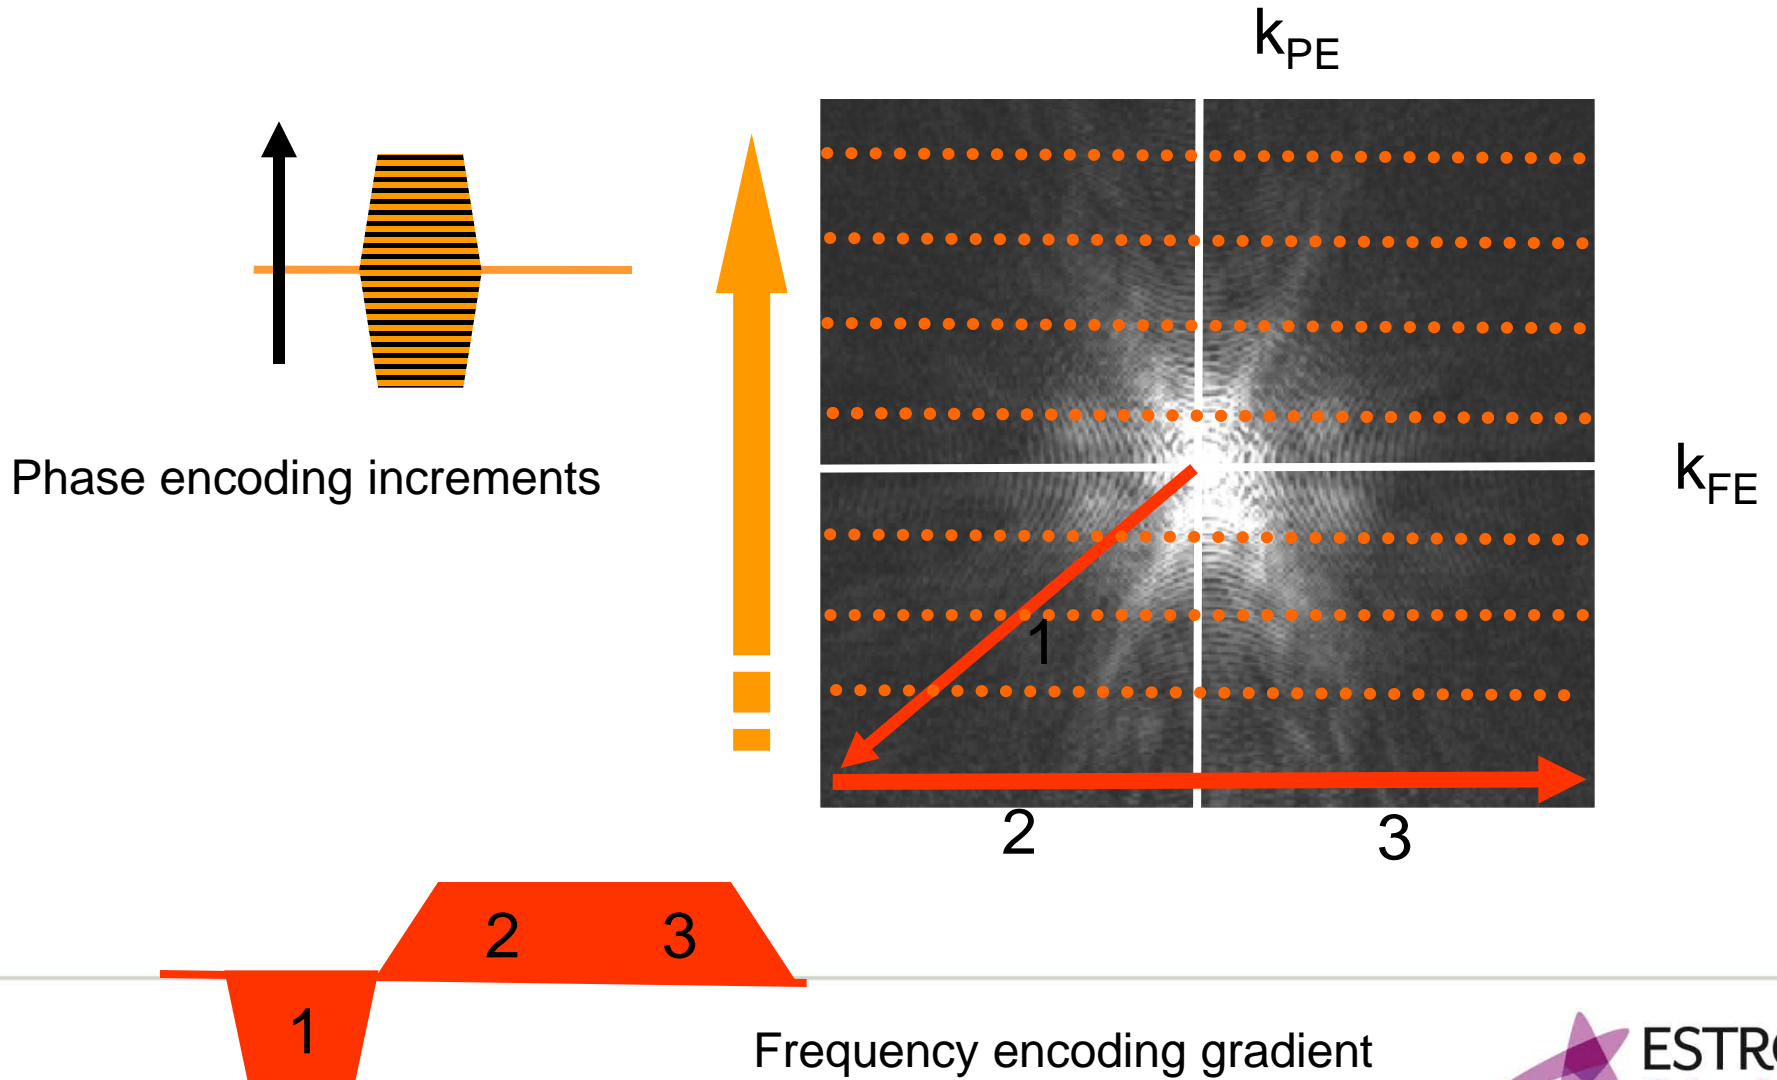 kPE
Phase encoding increments
kFE
1
2
3
2 3
1
Frequency encoding gradient